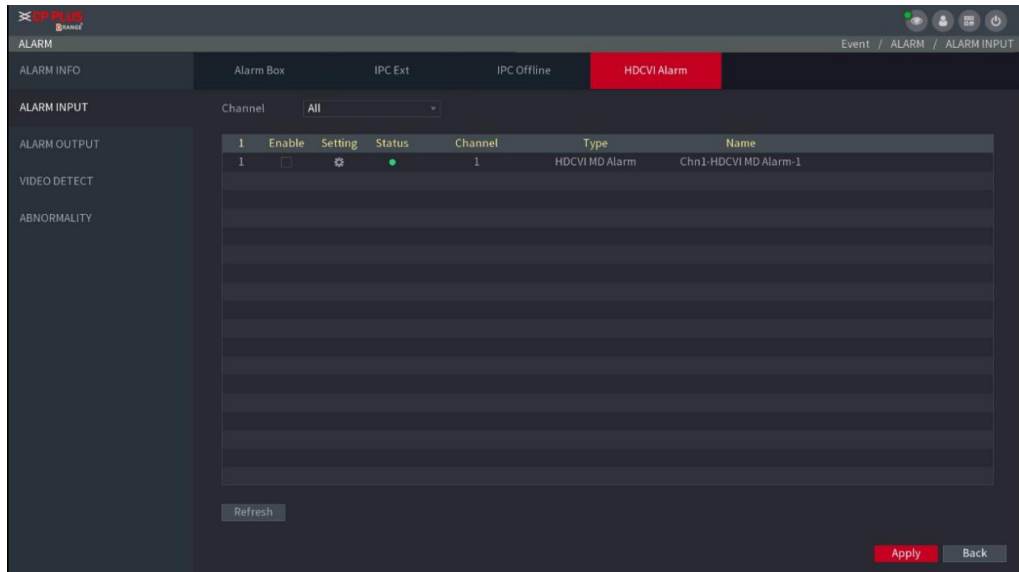 CP PLUS
ORANGE
ALARM
Event / ALARM / ALARM INPUT
ALARM INFO
Alarm Box IPC Ext IPC Offline HDCVI Alarm
ALARM INPUT
Channel All
ALARM OUTPUT
1 Enable Setting Status Channel Type Name
1 1 HDCVI MD Alarm Chn1-HDCVI MD Alarm-1
VIDEO DETECT
ABNORMALITY
Refresh
Apply Back